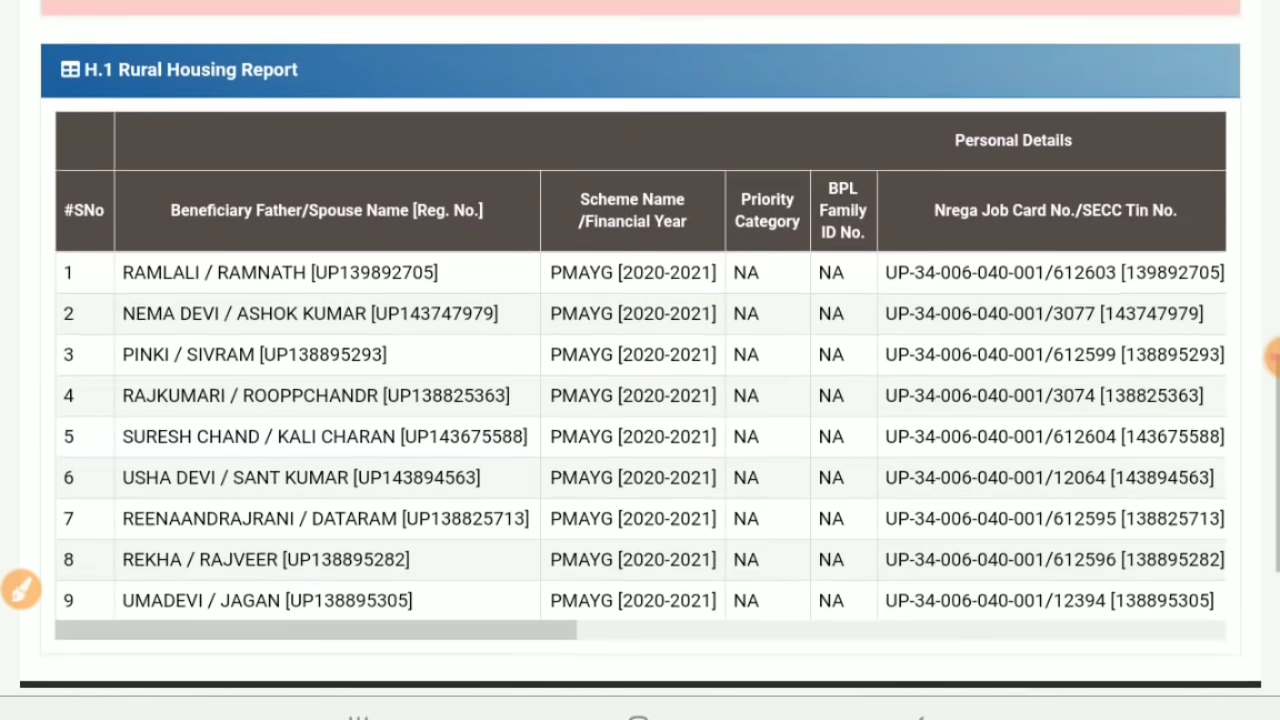 H.1 Rural Housing Report
Personal Details
#SNo Beneficiary Father/Spouse Name [Reg. No.] Scheme Name /Financial Year Priority Category BPL Family ID No. Nrega Job Card No./SECC Tin No.
1 RAMLALI / RAMNATH [UP139892705] PMAYG [2020-2021] NA NA UP-34-006-040-001/612603 [139892705]
2 NEMA DEVI / ASHOK KUMAR [UP143747979] PMAYG [2020-2021] NA NA UP-34-006-040-001/3077 [143747979]
3 PINKI / SIVRAM [UP138895293] PMAYG [2020-2021] NA NA UP-34-006-040-001/612599 [138895293]
4 RAJKUMARI / ROOPPCHANDR [UP138825363] PMAYG [2020-2021] NA NA UP-34-006-040-001/3074 [138825363]
5 SURESH CHAND / KALI CHARAN [UP143675588] PMAYG [2020-2021] NA NA UP-34-006-040-001/612604 [143675588]
6 USHA DEVI / SANT KUMAR [UP143894563] PMAYG [2020-2021] NA NA UP-34-006-040-001/12064 [143894563]
7 REENAANDRAJRANI / DATARAM [UP138825713] PMAYG [2020-2021] NA NA UP-34-006-040-001/612595 [138825713]
8 REKHA / RAJVEER [UP138895282] PMAYG [2020-2021] NA NA UP-34-006-040-001/612596 [138895282]
9 UMADEVI / JAGAN [UP138895305] PMAYG [2020-2021] NA NA UP-34-006-040-001/12394 [138895305]